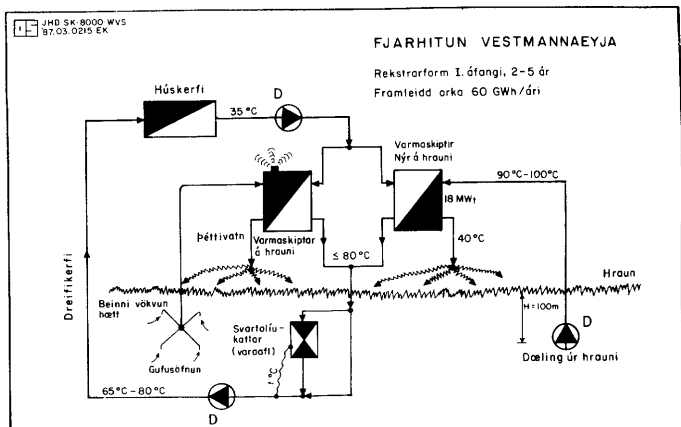 JHD SK 8000 WVS
'87.03.0215 EK
FJARHITUN VESTMANNAEYJA
Rekstrarform I. áfangi, 2-5 ár
Framleidd orka 60 GWh/ári
Húskerfi
D
35°C
Varmaskiptir
Nýr á hrauni
90°C-100°C
18 MWt
Þéttivatn
Varmaskiptar
á hrauni
≤ 80°C
40°C
Hraun
Dreifikerfi
Beinni vökvun
hætt
H=100m
Svartolíu-
katlar
(varaafl)
D
Gufusöfnun
Dæling úr hrauni
1°C
65°C-80°C
D